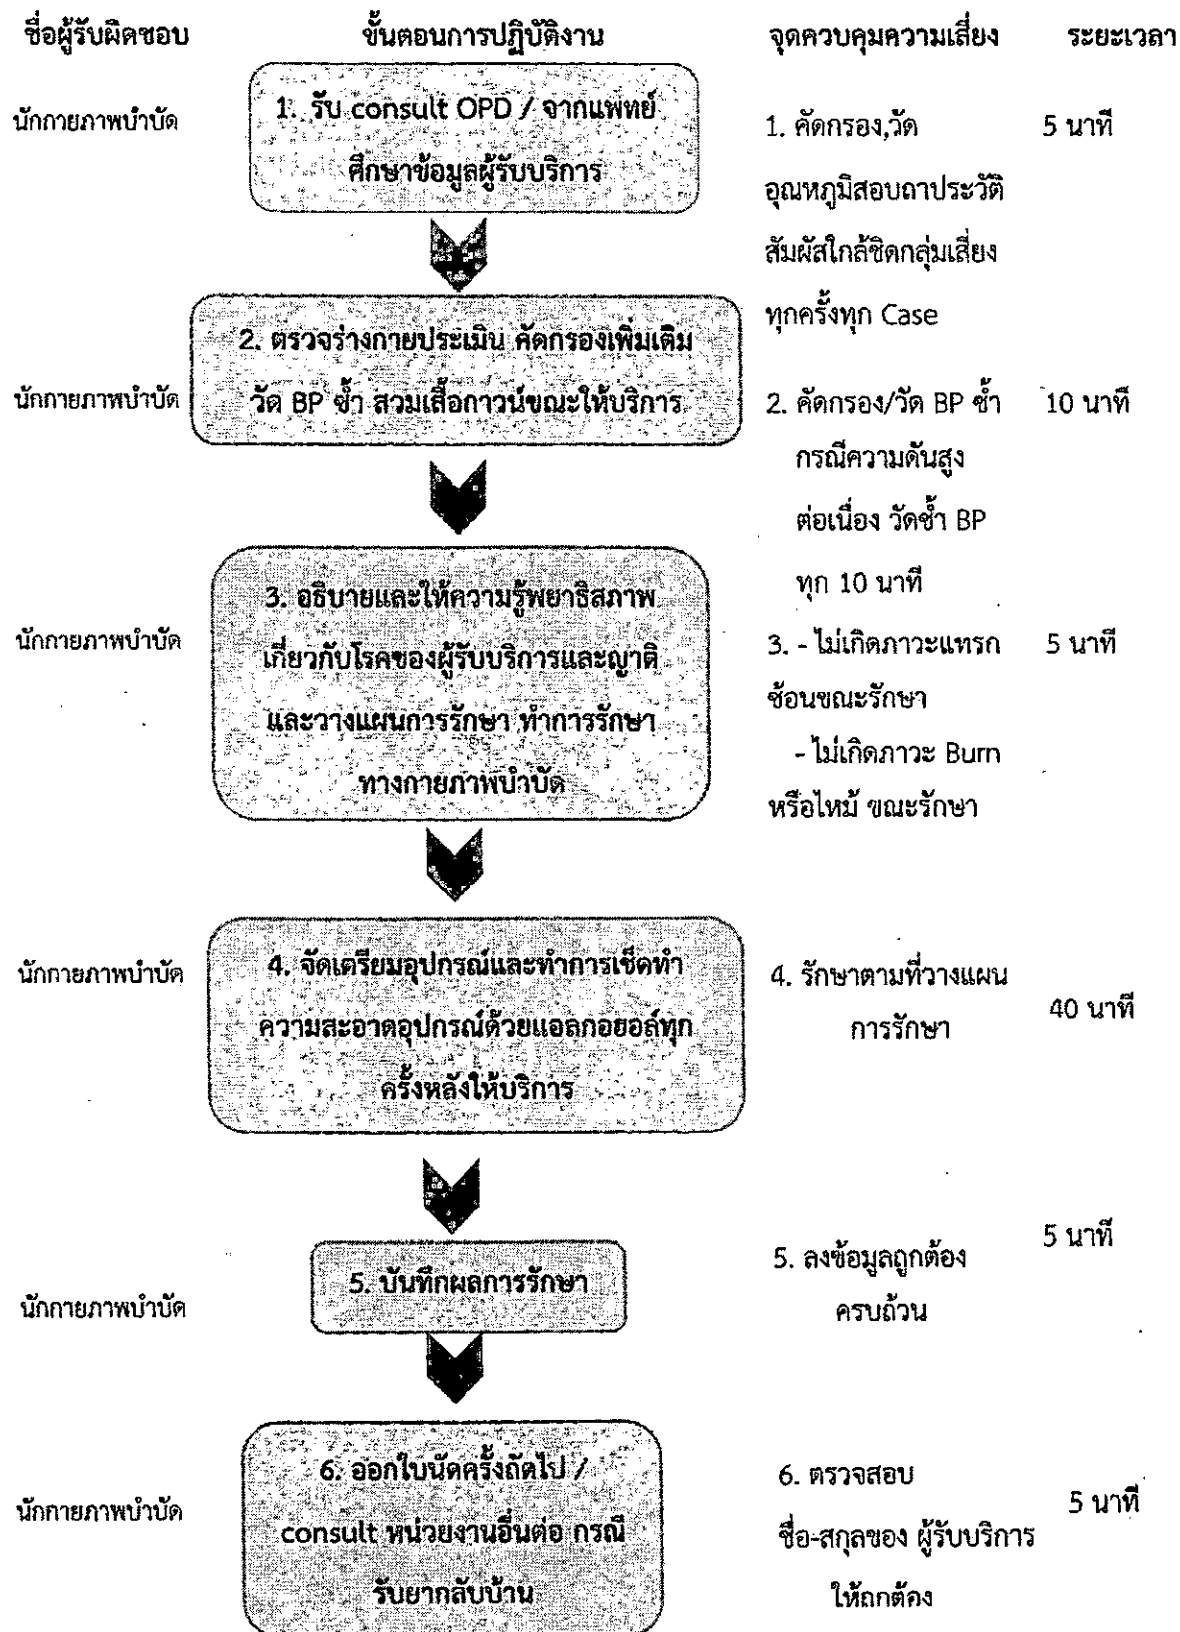 ชื่อผู้รับผิดชอบ ขั้นตอนการปฏิบัติงาน จุดควบคุมความเสี่ยง ระยะเวลา
นักกายภาพบำบัด
1. รับ consult OPD / จากแพทย์
ศึกษาข้อมูลผู้รับบริการ
1. คัดกรอง,วัด
อุณหภูมิสอบถาประวัติ
สัมผัสใกล้ชิดกลุ่มเสี่ยง
ทุกครั้งทุก Case
5 นาที
นักกายภาพบำบัด
2. ตรวจร่างกายประเมิน คัดกรองเพิ่มเติม
วัด BP ซ้ำ สวมเสื้อกาวน์ขณะให้บริการ
2. คัดกรอง/วัด BP ซ้ำ
กรณีความดันสูง
ต่อเนื่อง วัดซ้ำ BP
ทุก 10 นาที
10 นาที
นักกายภาพบำบัด
3. อธิบายและให้ความรู้พยาธิสภาพ
เกี่ยวกับโรคของผู้รับบริการและญาติ
และวางแผนการรักษา ทำการรักษา
ทางกายภาพบำบัด
3. - ไม่เกิดภาวะแทรก
ซ้อนขณะรักษา
- ไม่เกิดภาวะ Burn
หรือไหม้ ขณะรักษา
5 นาที
นักกายภาพบำบัด
4. จัดเตรียมอุปกรณ์และทำการเช็ดทำ
ความสะอาดอุปกรณ์ด้วยแอลกอฮอล์ทุก
ครั้งหลังให้บริการ
4. รักษาตามที่วางแผน
การรักษา
40 นาที
นักกายภาพบำบัด
5. บันทึกผลการรักษา
5. ลงข้อมูลถูกต้อง
ครบถ้วน
5 นาที
นักกายภาพบำบัด
6. ออกใบนัดครั้งถัดไป /
consult หน่วยงานอื่นต่อ กรณี
รับยากลับบ้าน
6. ตรวจสอบ
ชื่อ-สกุลของ ผู้รับบริการ
ให้ถูกต้อง
5 นาที